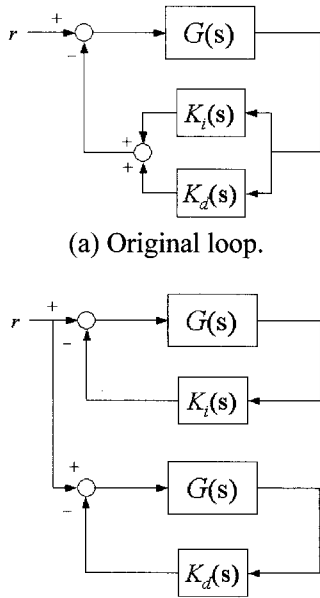 r + G(s)
−
+ K_i(s)
+ K_d(s)
(a) Original loop.
r + G(s)
−
K_i(s)
+ G(s)
−
K_d(s)